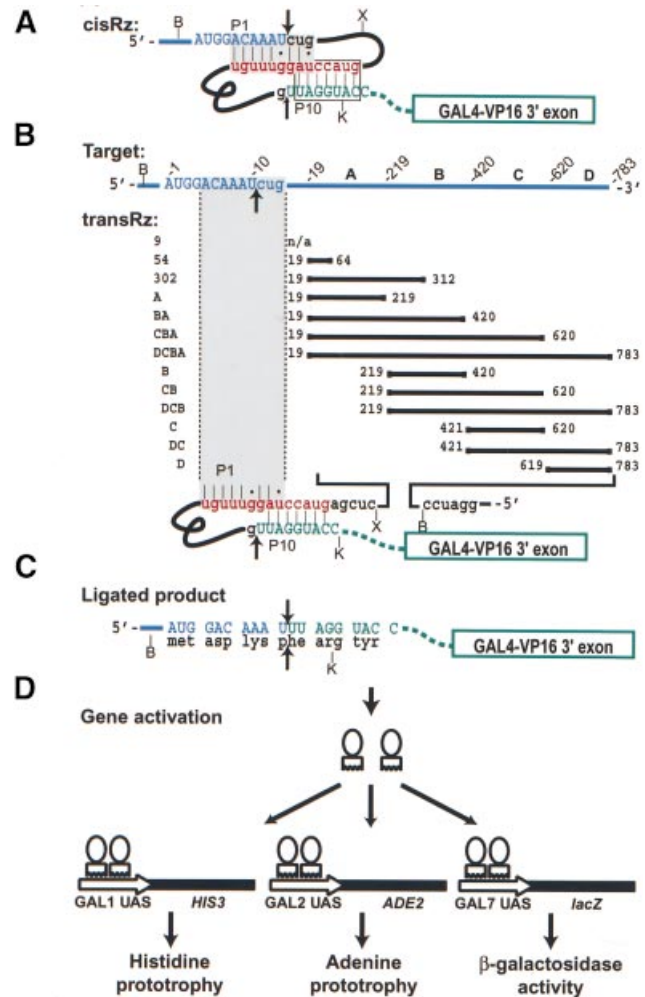 A
cisRz:
B
P1
X
5'- AUGGACAAAUcug
uguuuggauccaug
gUUAGGUACC
P10
K
GAL4-VP16 3' exon
B
Target:
B -1 -10 -19 A -219 B -420 C -620 D -783
5'- AUGGACAAAUcug -3'
transRz:
9 n/a
54 19 64
302 19 312
A 19 219
BA 19 420
CBA 19 620
DCBA 19 783
B 219 420
CB 219 620
DCB 219 783
C 421 620
DC 421 783
D 619 783
P1
uguuuggauccaugagcuc ccuagg -5'
X B
gUUAGGUACC
P10 K
GAL4-VP16 3' exon
C
Ligated product
5'- AUG GAC AAA UUU AGG UAC C
B met asp lys phe arg tyr
K
GAL4-VP16 3' exon
D
Gene activation
GAL1 UAS HIS3 GAL2 UAS ADE2 GAL7 UAS lacZ
Histidine prototrophy
Adenine prototrophy
β-galactosidase activity